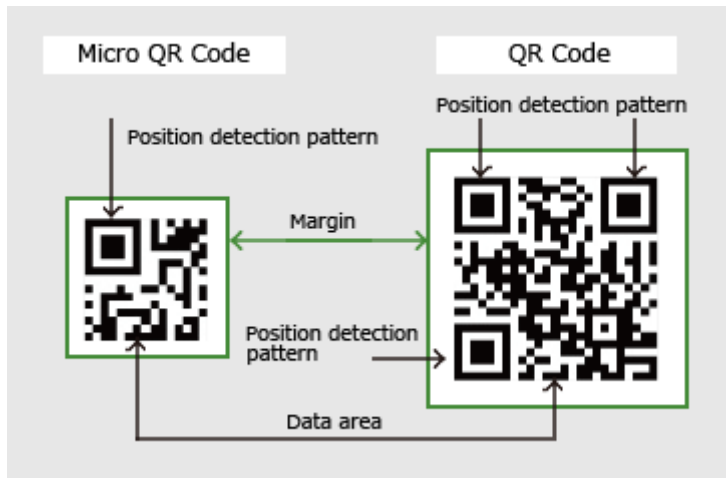 Micro QR Code
QR Code
Position detection pattern
Position detection pattern
Margin
Position detection
pattern
Data area